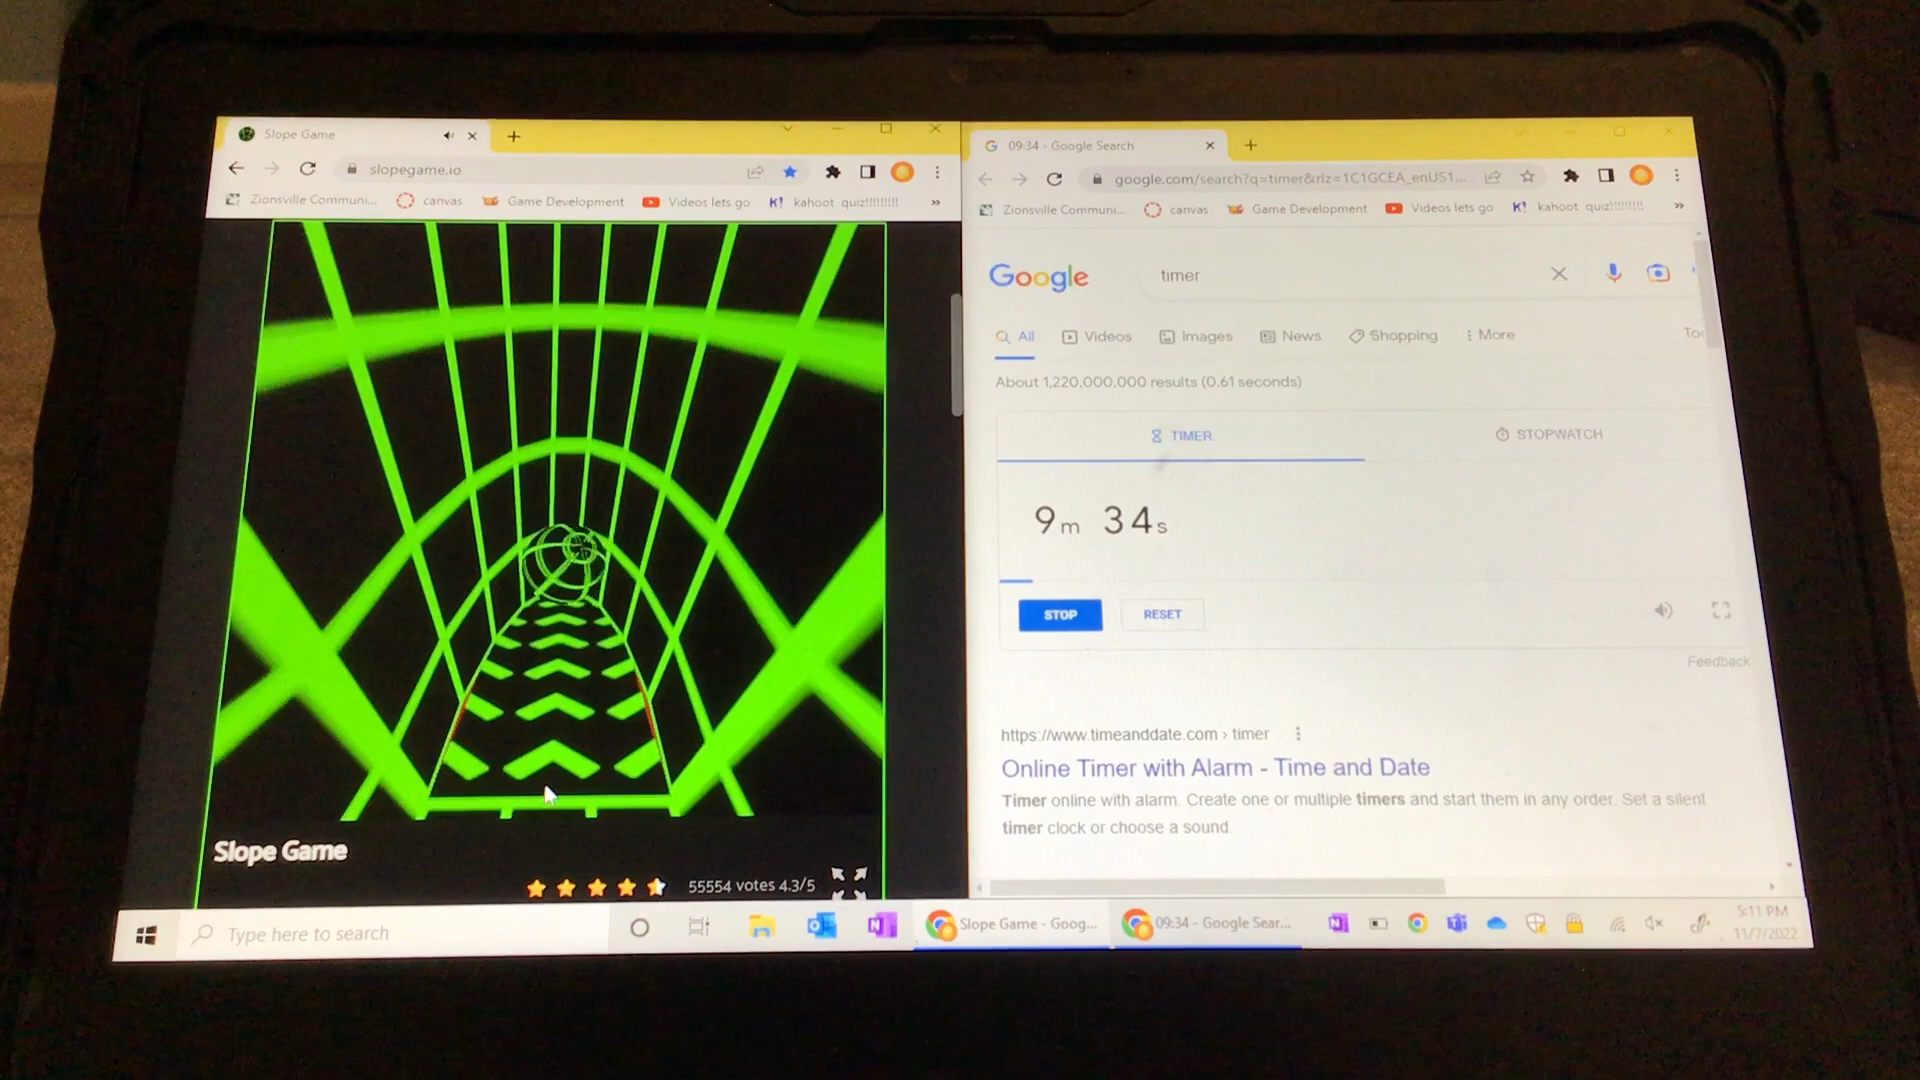 Slope Game
slopegame.io
Zionsville Communi... canvas Game Development Videos lets go K! kahoot quiz!!!!!!!!! »
Slope Game
55554 votes 4.3/5
09:34 - Google Search
google.com/search?q=timer&rlz=1C1GCEA_enUS1...
Zionsville Communi... canvas Game Development Videos lets go K! kahoot quiz!!!!!!!!! »
Google timer
All Videos Images News Shopping More
About 1,220,000,000 results (0.61 seconds)
TIMER STOPWATCH
9m 34s
STOP RESET
Feedback
https://www.timeanddate.com › timer
Online Timer with Alarm - Time and Date
Timer online with alarm. Create one or multiple timers and start them in any order. Set a silent
timer clock or choose a sound.
Type here to search Slope Game - Goog... 09:34 - Google Sear...
5:11 PM
11/7/2022